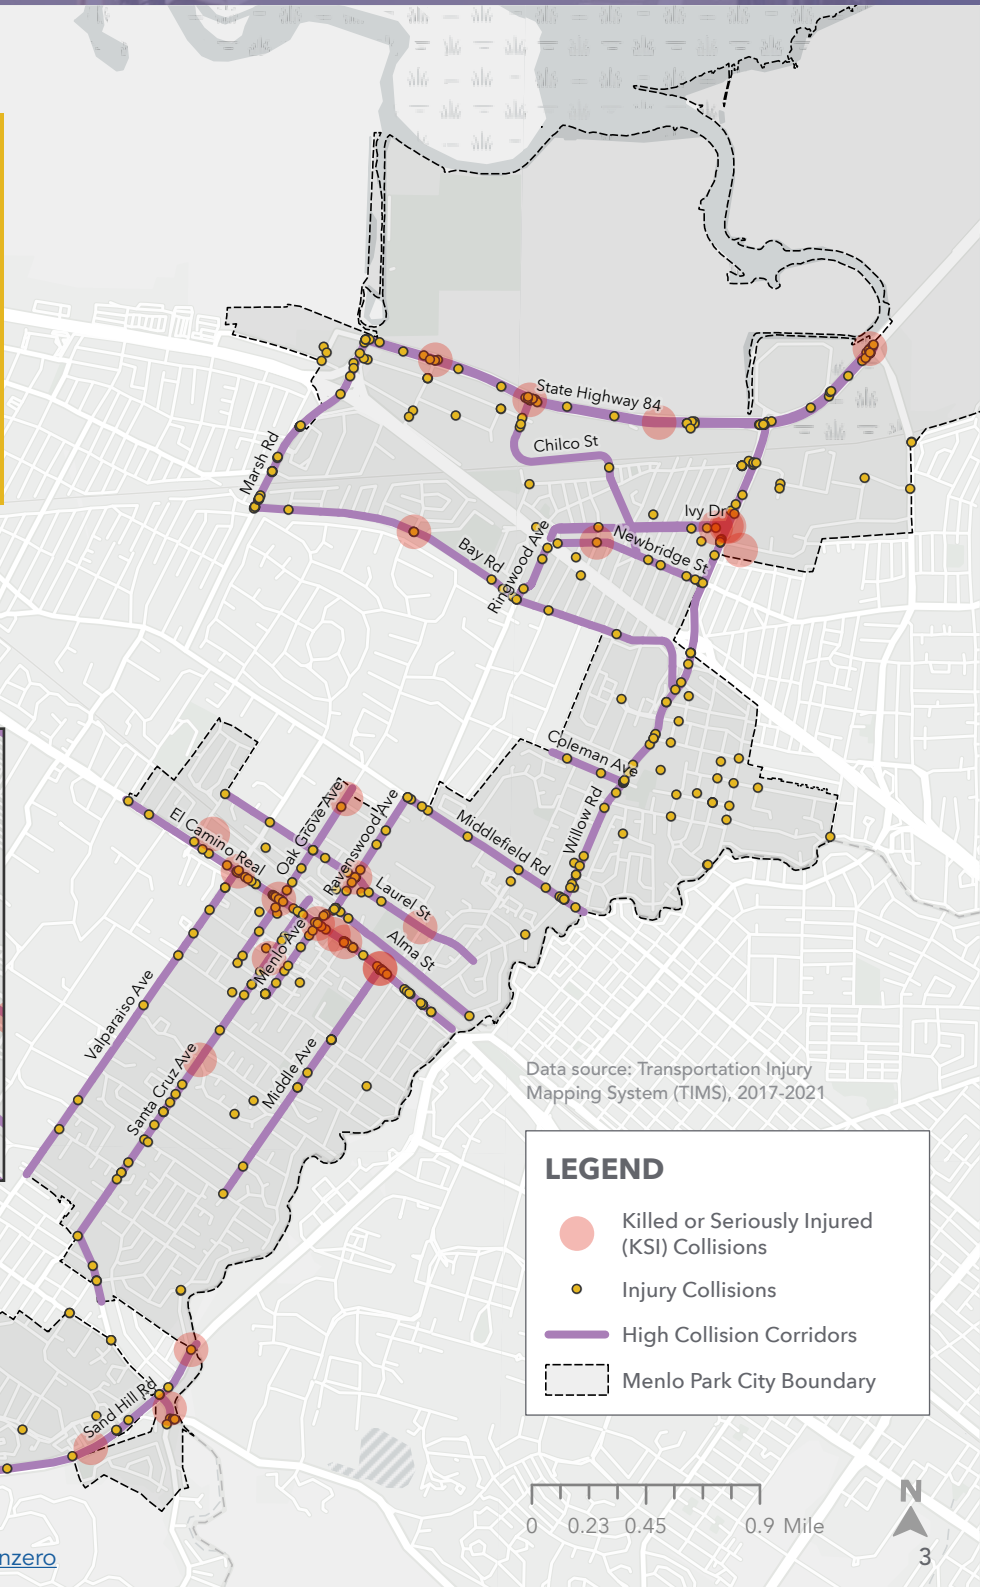 State Highway 84
Chilco St
Marsh Rd
Ivy Dr
Newbridge St
Bay Rd
Ringwood Ave
Coleman Ave
El Camino Real
Oak Grove Ave
Ravenswood Ave
Middlefield Rd
Willow Rd
Laurel St
Menlo Ave
Alma St
Valparaiso Ave
Santa Cruz Ave
Middle Ave
Sand Hill Rd
Data source: Transportation Injury
Mapping System (TIMS), 2017-2021
LEGEND
Killed or Seriously Injured
(KSI) Collisions
Injury Collisions
High Collision Corridors
Menlo Park City Boundary
0 0.23 0.45 0.9 Mile
N
nzero
3